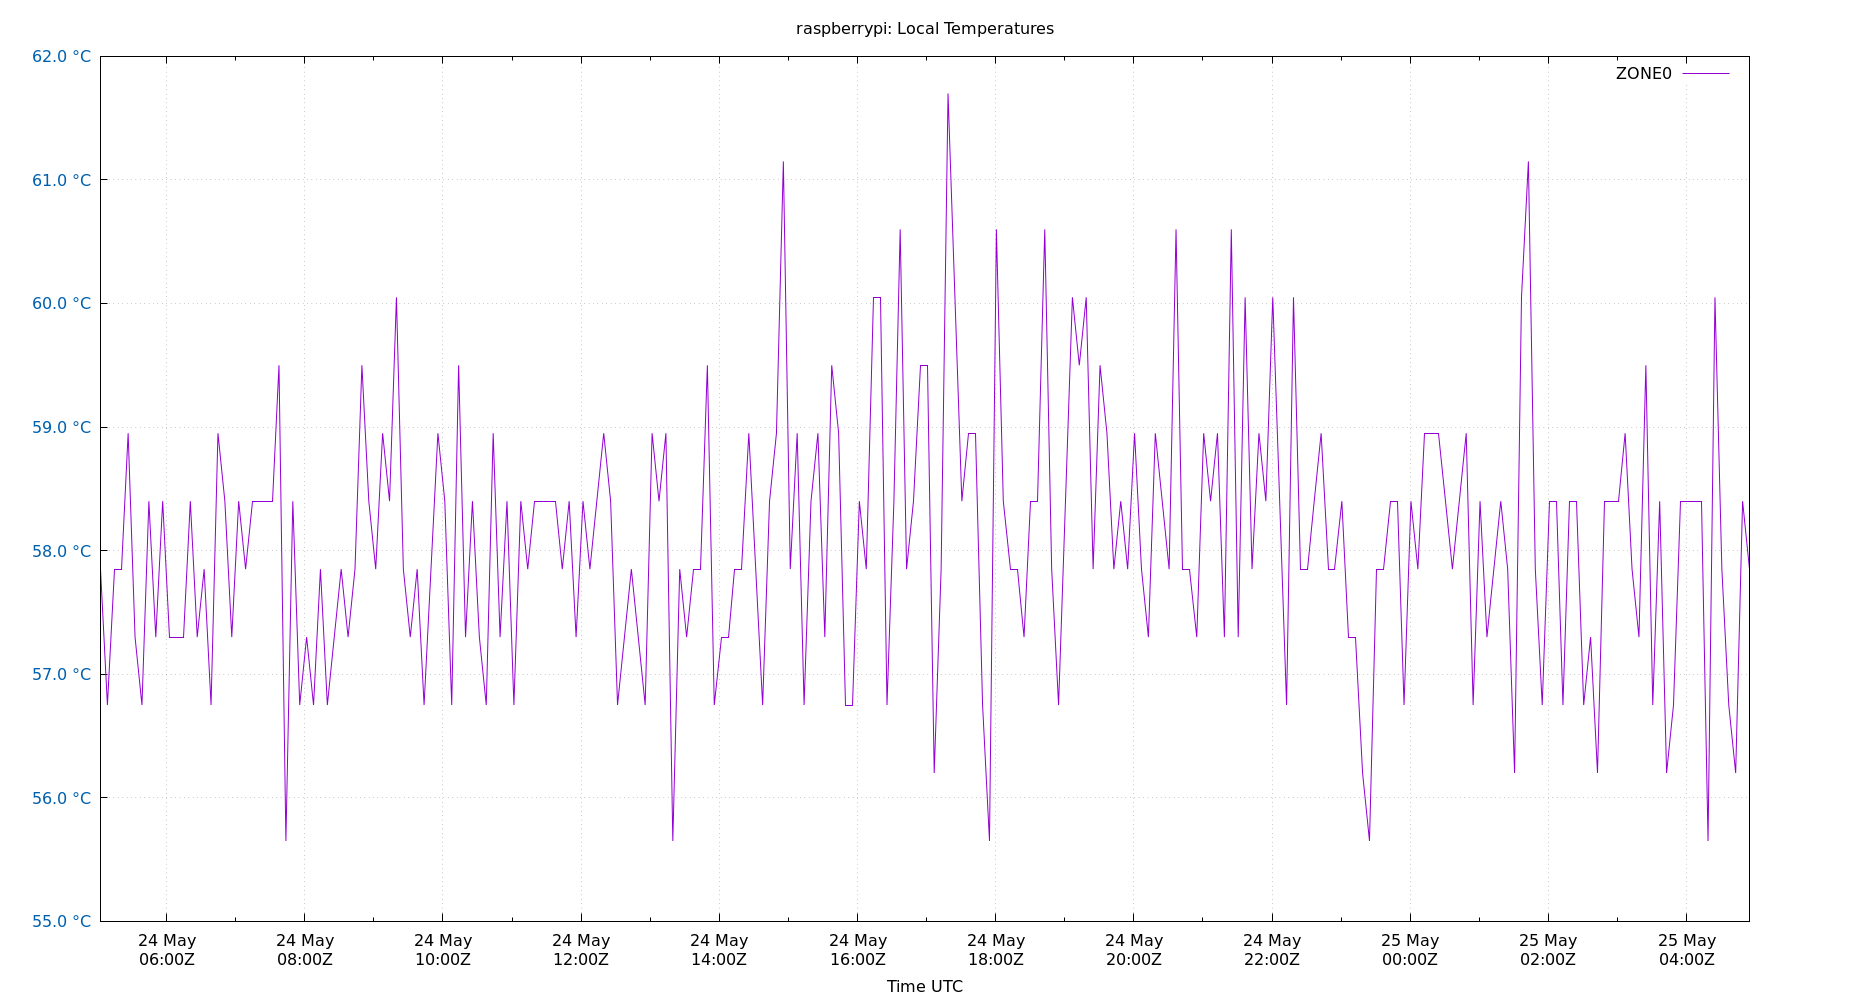 raspberrypi: Local Temperatures
ZONE0
62.0 °C
61.0 °C
60.0 °C
59.0 °C
58.0 °C
57.0 °C
56.0 °C
55.0 °C
24 May 24 May 24 May 24 May 24 May 24 May 24 May 24 May 24 May 25 May 25 May 25 May
06:00Z 08:00Z 10:00Z 12:00Z 14:00Z 16:00Z 18:00Z 20:00Z 22:00Z 00:00Z 02:00Z 04:00Z
Time UTC